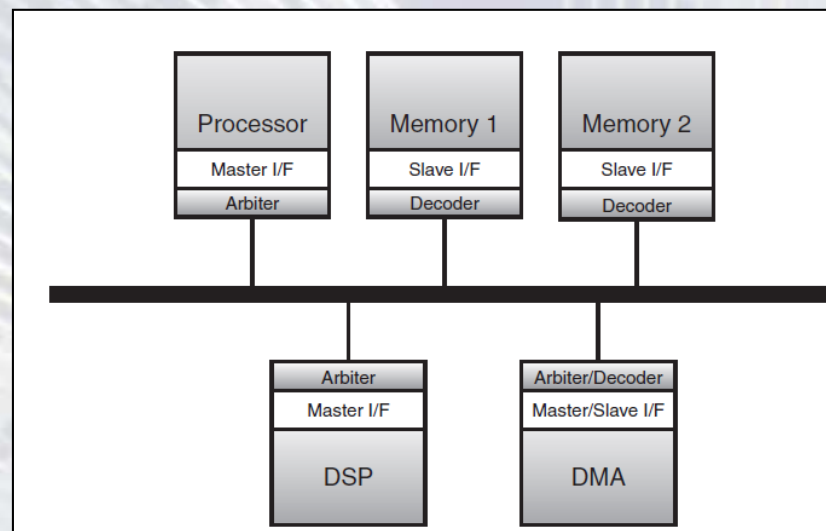 Processor
Master I/F
Arbiter
Memory 1
Slave I/F
Decoder
Memory 2
Slave I/F
Decoder
Arbiter
Master I/F
DSP
Arbiter/Decoder
Master/Slave I/F
DMA